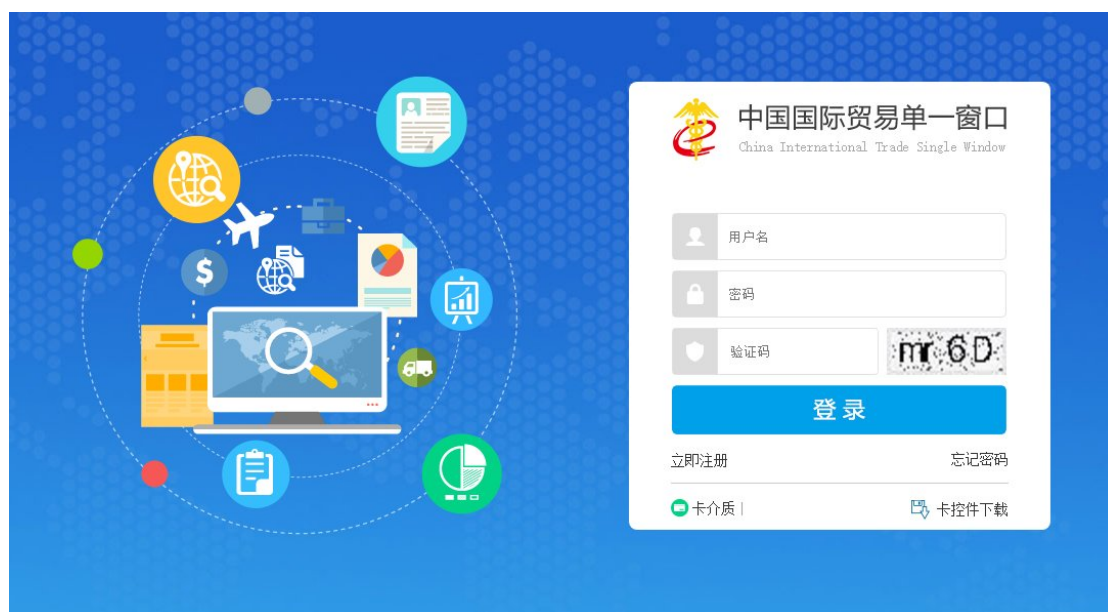 中国国际贸易单一窗口
China International Trade Single Window
用户名
密码
验证码 mr6D
登录
立即注册 忘记密码
卡介质 | 卡控件下载